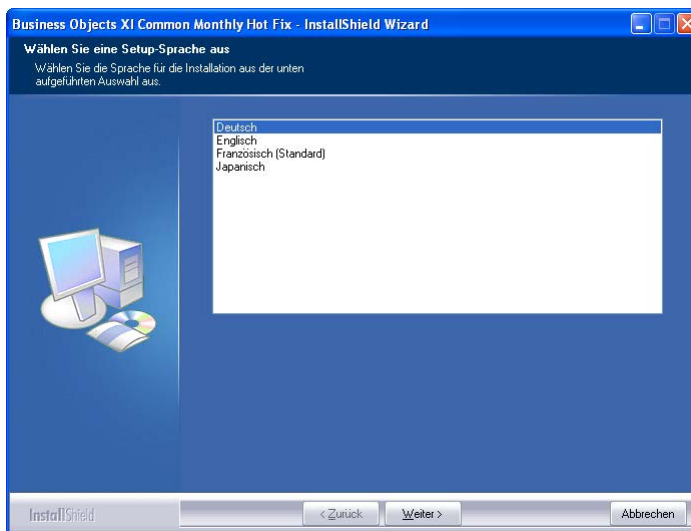 Business Objects XI Common Monthly Hot Fix - InstallShield Wizard
Wählen Sie eine Setup-Sprache aus
Wählen Sie die Sprache für die Installation aus der unten
aufgeführten Auswahl aus.
Deutsch
Englisch
Französisch (Standard)
Japanisch
InstallShield
< Zurück
Weiter >
Abbrechen